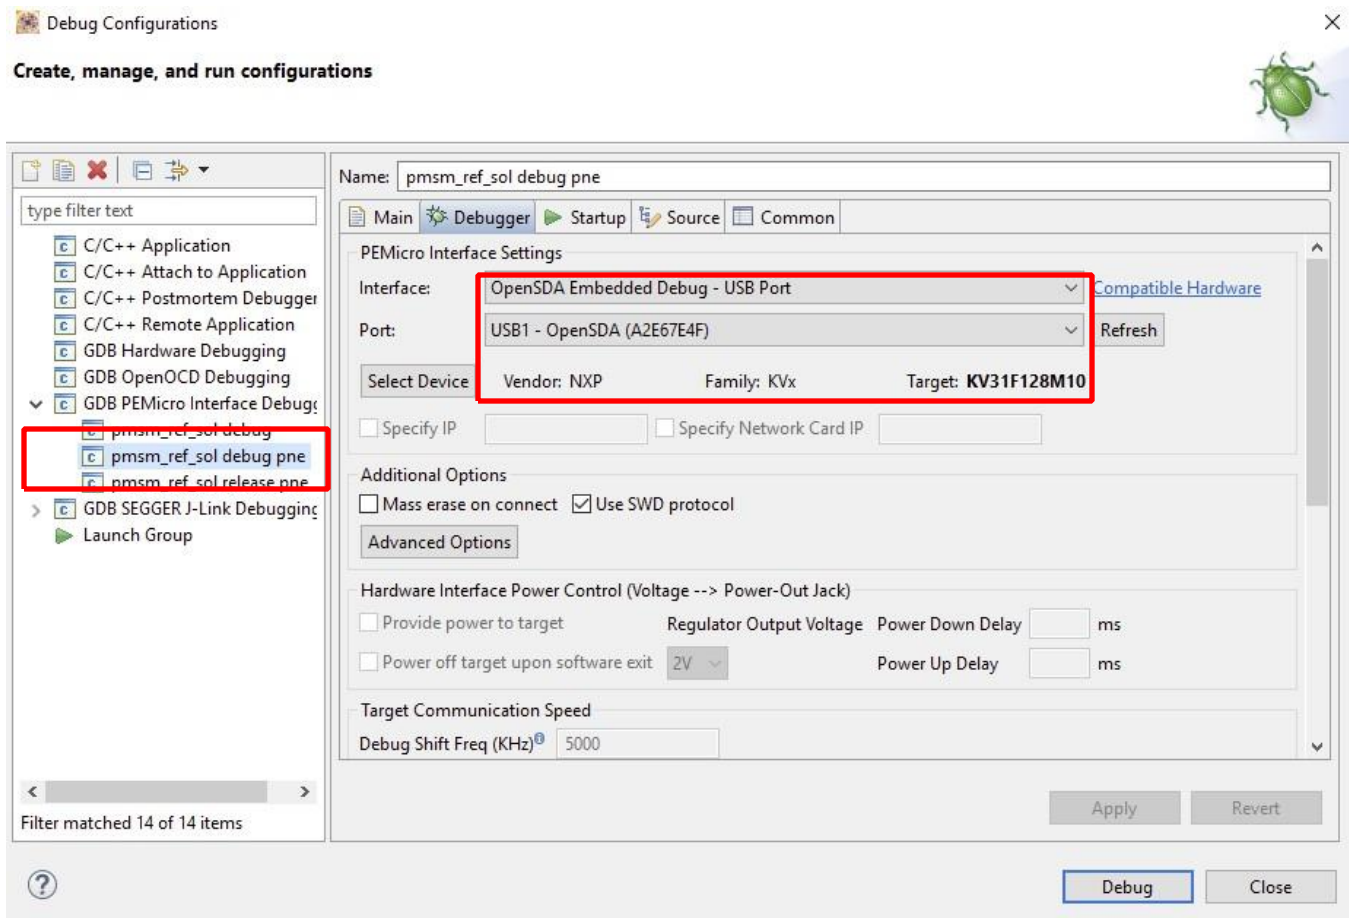 Debug Configurations
Create, manage, and run configurations
type filter text
C/C++ Application
C/C++ Attach to Application
C/C++ Postmortem Debugger
C/C++ Remote Application
GDB Hardware Debugging
GDB OpenOCD Debugging
GDB PEMicro Interface Debugg
pmsm_ref_sol debug
pmsm_ref_sol debug pne
pmsm_ref_sol release pne
GDB SEGGER J-Link Debugging
Launch Group
Filter matched 14 of 14 items
Name: pmsm_ref_sol debug pne
Main Debugger Startup Source Common
PEMicro Interface Settings
Interface: OpenSDA Embedded Debug - USB Port Compatible Hardware
Port: USB1 - OpenSDA (A2E67E4F) Refresh
Select Device Vendor: NXP Family: KVx Target: KV31F128M10
Specify IP Specify Network Card IP
Additional Options
Mass erase on connect Use SWD protocol
Advanced Options
Hardware Interface Power Control (Voltage --> Power-Out Jack)
Provide power to target Regulator Output Voltage Power Down Delay ms
Power off target upon software exit 2V Power Up Delay ms
Target Communication Speed
Debug Shift Freq (KHz) 5000
Apply Revert
Debug Close